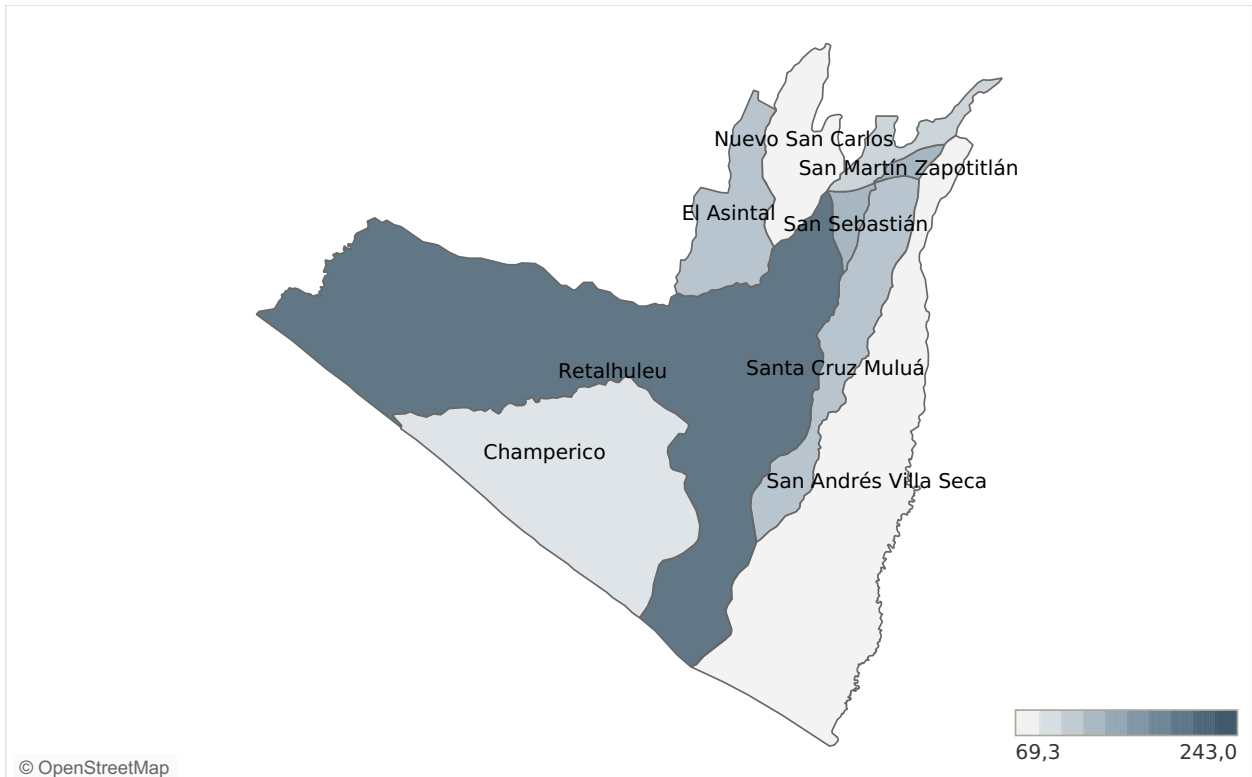 Nuevo San Carlos
San Martín Zapotitlán
El Asintal
San Sebastián
Retalhuleu
Santa Cruz Muluá
Champerico
San Andrés Villa Seca
69,3
243,0
© OpenStreetMap